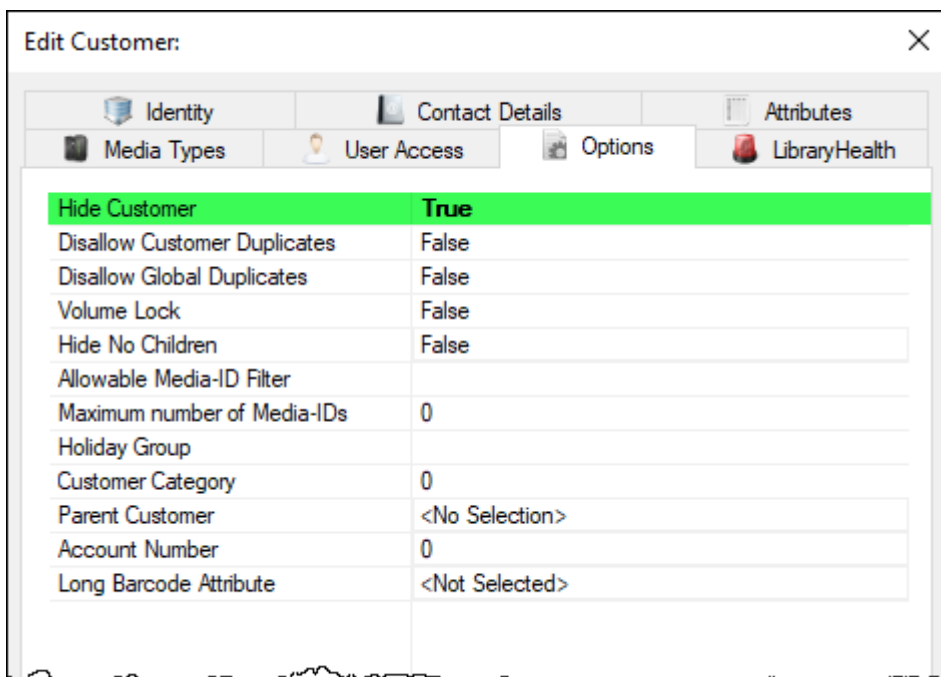 Edit Customer:
Identity Contact Details Attributes
Media Types User Access Options LibraryHealth
Hide Customer True
Disallow Customer Duplicates False
Disallow Global Duplicates False
Volume Lock False
Hide No Children False
Allowable Media-ID Filter
Maximum number of Media-IDs 0
Holiday Group
Customer Category 0
Parent Customer <No Selection>
Account Number 0
Long Barcode Attribute <Not Selected>